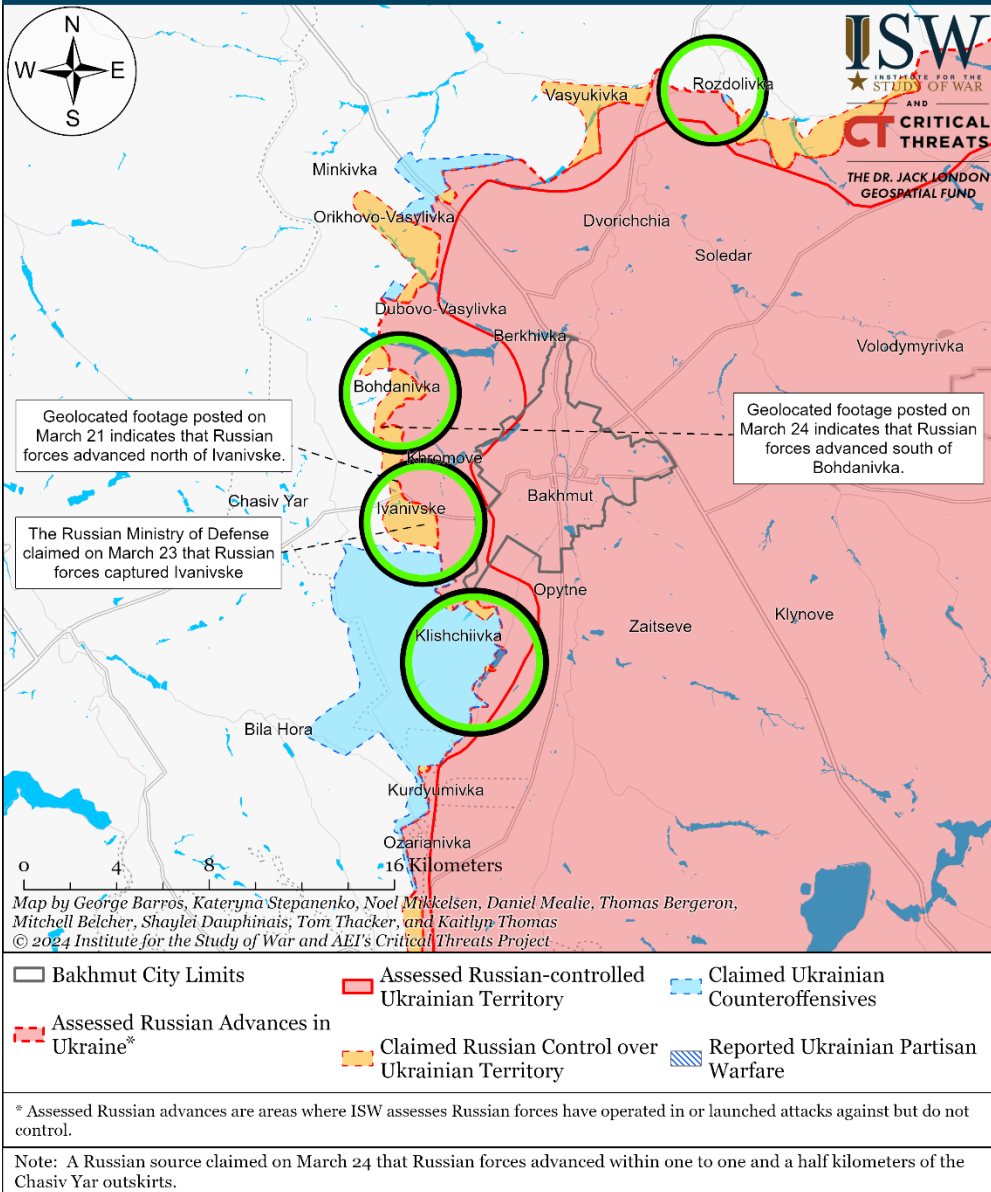 N
W E
S
ISW
INSTITUTE FOR THE
STUDY OF WAR
AND
CT CRITICAL
THREATS
THE DR. JACK LONDON
GEOSPATIAL FUND
Rozdolivka
Vasyukivka
Minkivka
Orikhovo-Vasylivka
Dvorichchia
Soledar
Dubovo-Vasylivka
Berkhivka
Volodymyrivka
Bohdanivka
Geolocated footage posted on
March 21 indicates that Russian
forces advanced north of Ivanivske.
Geolocated footage posted on
March 24 indicates that Russian
forces advanced south of
Bohdanivka.
Khromove
Chasiv Yar
Ivanivske
Bakhmut
The Russian Ministry of Defense
claimed on March 23 that Russian
forces captured Ivanivske
Opytne
Klishchiivka
Zaitseve
Klynove
Bila Hora
Kurdyumivka
Ozarianivka
0 4 8 16 Kilometers
Map by George Barros, Kateryna Stepanenko, Noel Mikkelsen, Daniel Mealie, Thomas Bergeron,
Mitchell Belcher, Shaylei Dauphinais, Tom Thacker, and Kaitlyn Thomas
© 2024 Institute for the Study of War and AEI's Critical Threats Project
Bakhmut City Limits
Assessed Russian Advances in
Ukraine*
Assessed Russian-controlled
Ukrainian Territory
Claimed Russian Control over
Ukrainian Territory
Claimed Ukrainian
Counteroffensives
Reported Ukrainian Partisan
Warfare
* Assessed Russian advances are areas where ISW assesses Russian forces have operated in or launched attacks against but do not
control.
Note: A Russian source claimed on March 24 that Russian forces advanced within one to one and a half kilometers of the
Chasiv Yar outskirts.